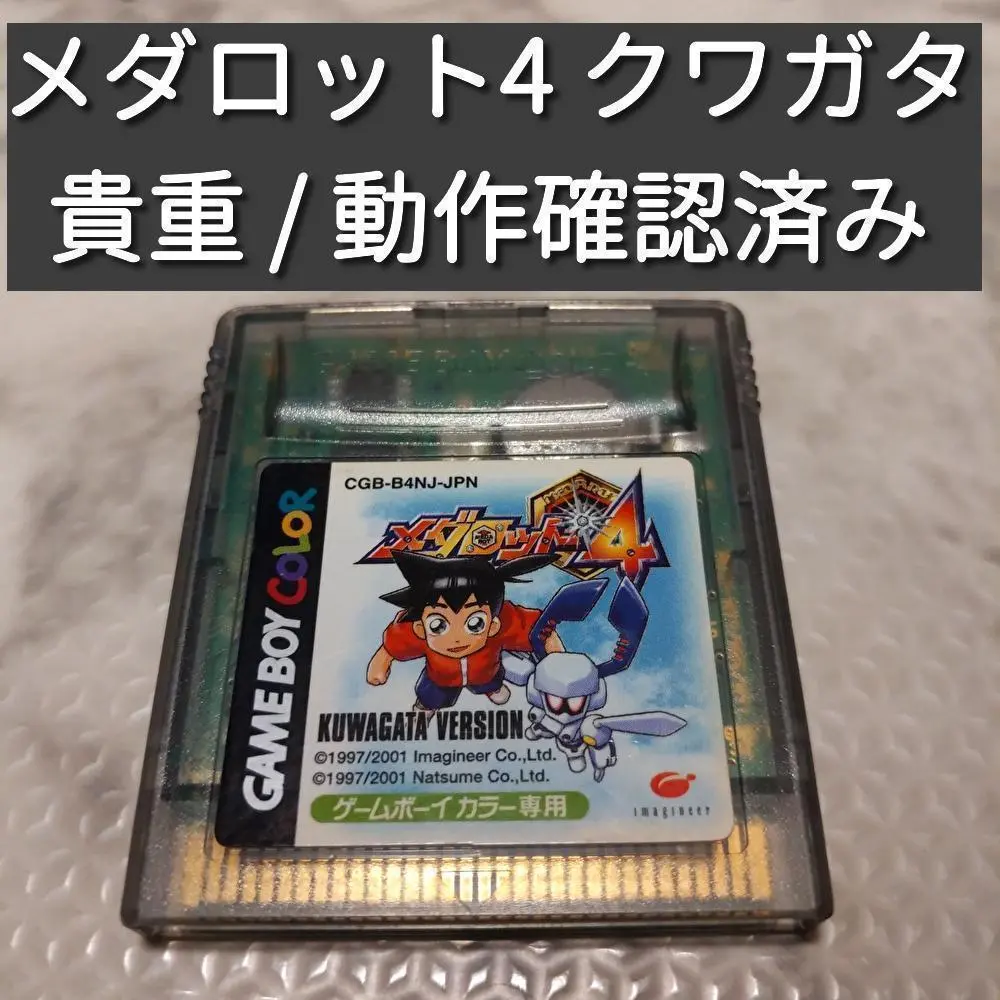 メダロット4 クワガタ
貴重 / 動作確認済み
CGB-B4NJ-JPN
メダロット4
GAME BOY COLOR
KUWAGATA VERSION
©1997/2001 Imagineer Co.,Ltd.
©1997/2001 Natsume Co.,Ltd.
ゲームボーイカラー専用
imagineer